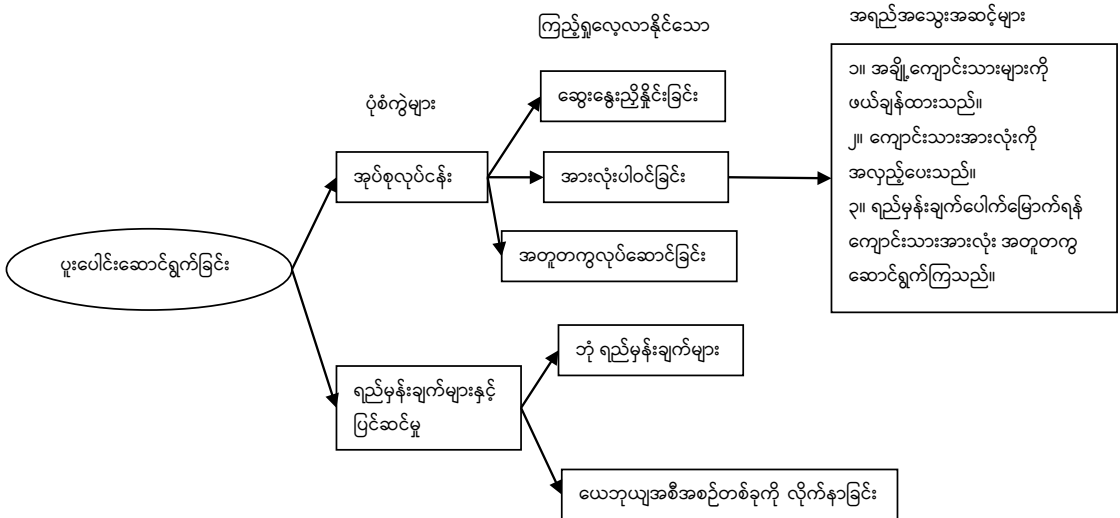 ကြည့်ရှုလေ့လာနိုင်သော
အရည်အသွေးအဆင့်များ
ပုံစံကွဲများ
ဆွေးနွေးညှိနှိုင်းခြင်း
၁။ အချို့ကျောင်းသားများကို
ဖယ်ချန်ထားသည်။
၂။ ကျောင်းသားအားလုံးကို
အလှည့်ပေးသည်။
၃။ ရည်မှန်းချက်ပေါက်မြောက်ရန်
ကျောင်းသားအားလုံး အတူတကွ
ဆောင်ရွက်ကြသည်။
အုပ်စုလုပ်ငန်း
အားလုံးပါဝင်ခြင်း
အတူတကွလုပ်ဆောင်ခြင်း
ပူးပေါင်းဆောင်ရွက်ခြင်း
ဘုံ ရည်မှန်းချက်များ
ရည်မှန်းချက်များနှင့်
ပြင်ဆင်မှု
ယေဘုယျအစီအစဉ်တစ်ခုကို လိုက်နာခြင်း